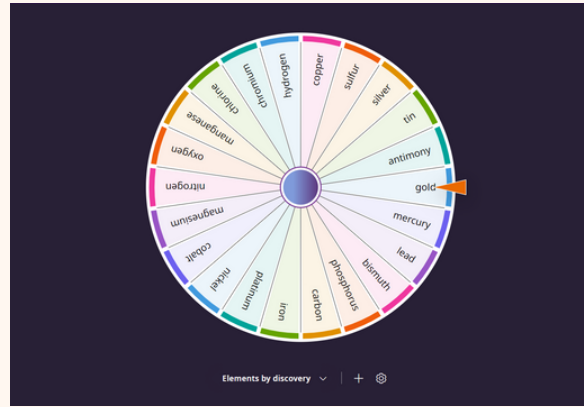 copper
sulfur
silver
tin
antimony
gold
mercury
lead
bismuth
phosphorus
carbon
iron
platinum
nickel
cobalt
magnesium
nitrogen
oxygen
manganese
chlorine
chromium
hydrogen
Elements by discovery